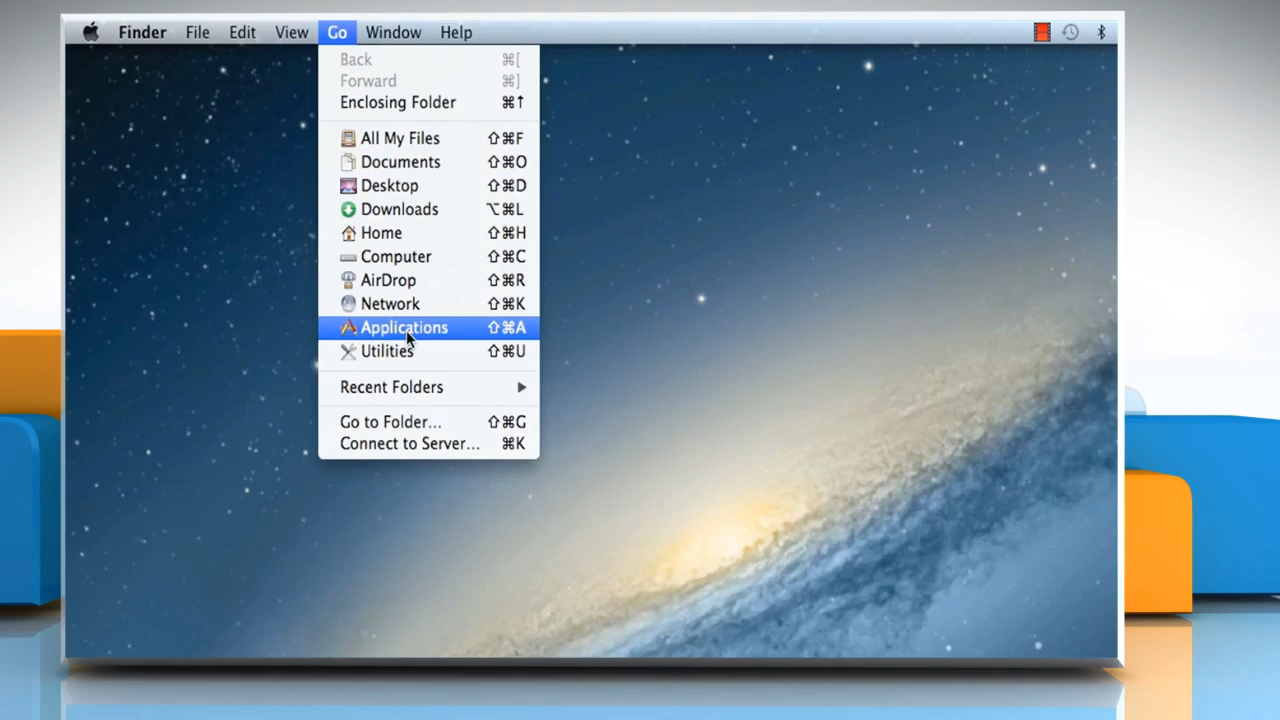 Finder File Edit View Go Window Help
Back ⌘[
Forward ⌘]
Enclosing Folder ⌘↑
All My Files ⇧⌘F
Documents ⇧⌘O
Desktop ⇧⌘D
Downloads ⌥⌘L
Home ⇧⌘H
Computer ⇧⌘C
AirDrop ⇧⌘R
Network ⇧⌘K
Applications ⇧⌘A
Utilities ⇧⌘U
Recent Folders ▶
Go to Folder... ⇧⌘G
Connect to Server... ⌘K